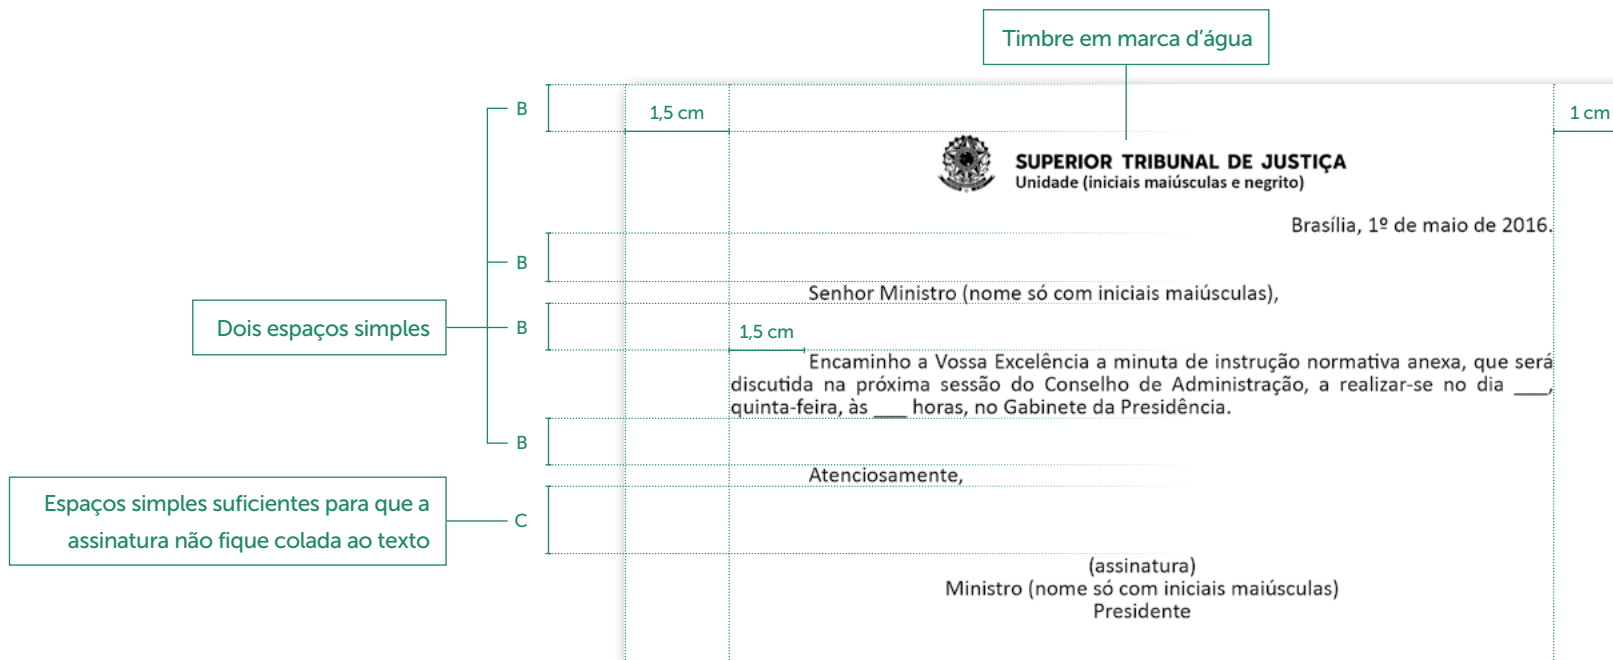 Timbre em marca d’água
B
1,5 cm
1 cm
SUPERIOR TRIBUNAL DE JUSTIÇA
Unidade (iniciais maiúsculas e negrito)
Brasília, 1º de maio de 2016.
B
Senhor Ministro (nome só com iniciais maiúsculas),
Dois espaços simples
B
1,5 cm
Encaminho a Vossa Excelência a minuta de instrução normativa anexa, que será
discutida na próxima sessão do Conselho de Administração, a realizar-se no dia ___,
quinta-feira, às ___ horas, no Gabinete da Presidência.
B
Atenciosamente,
Espaços simples suficientes para que a
assinatura não fique colada ao texto
C
(assinatura)
Ministro (nome só com iniciais maiúsculas)
Presidente